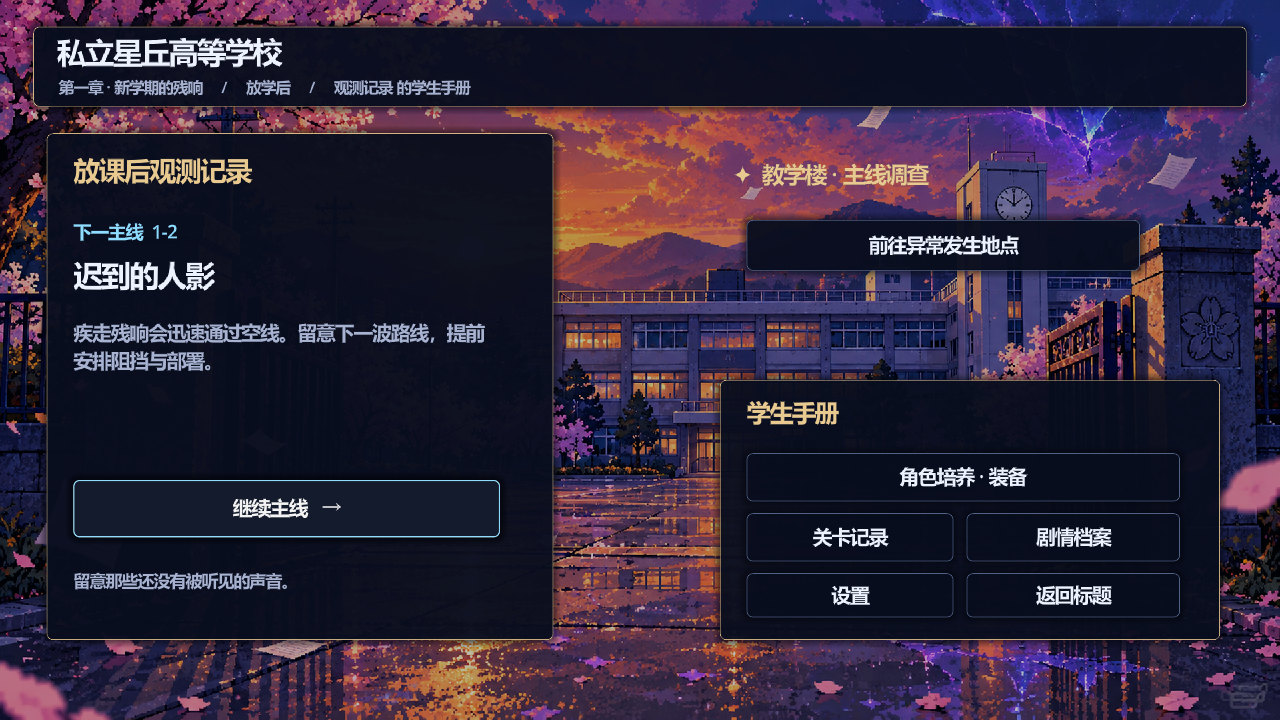 私立星丘高等学校
第一章 · 新学期的残响 / 放学后 / 观测记录 的学生手册
放课后观测记录
下一主线 1-2
迟到的人影
疾走残响会迅速通过空线。留意下一波路线，提前
安排阻挡与部署。
继续主线 →
留意那些还没有被听见的声音。
✦ 教学楼 · 主线调查
前往异常发生地点
学生手册
角色培养 · 装备
关卡记录
剧情档案
设置
返回标题